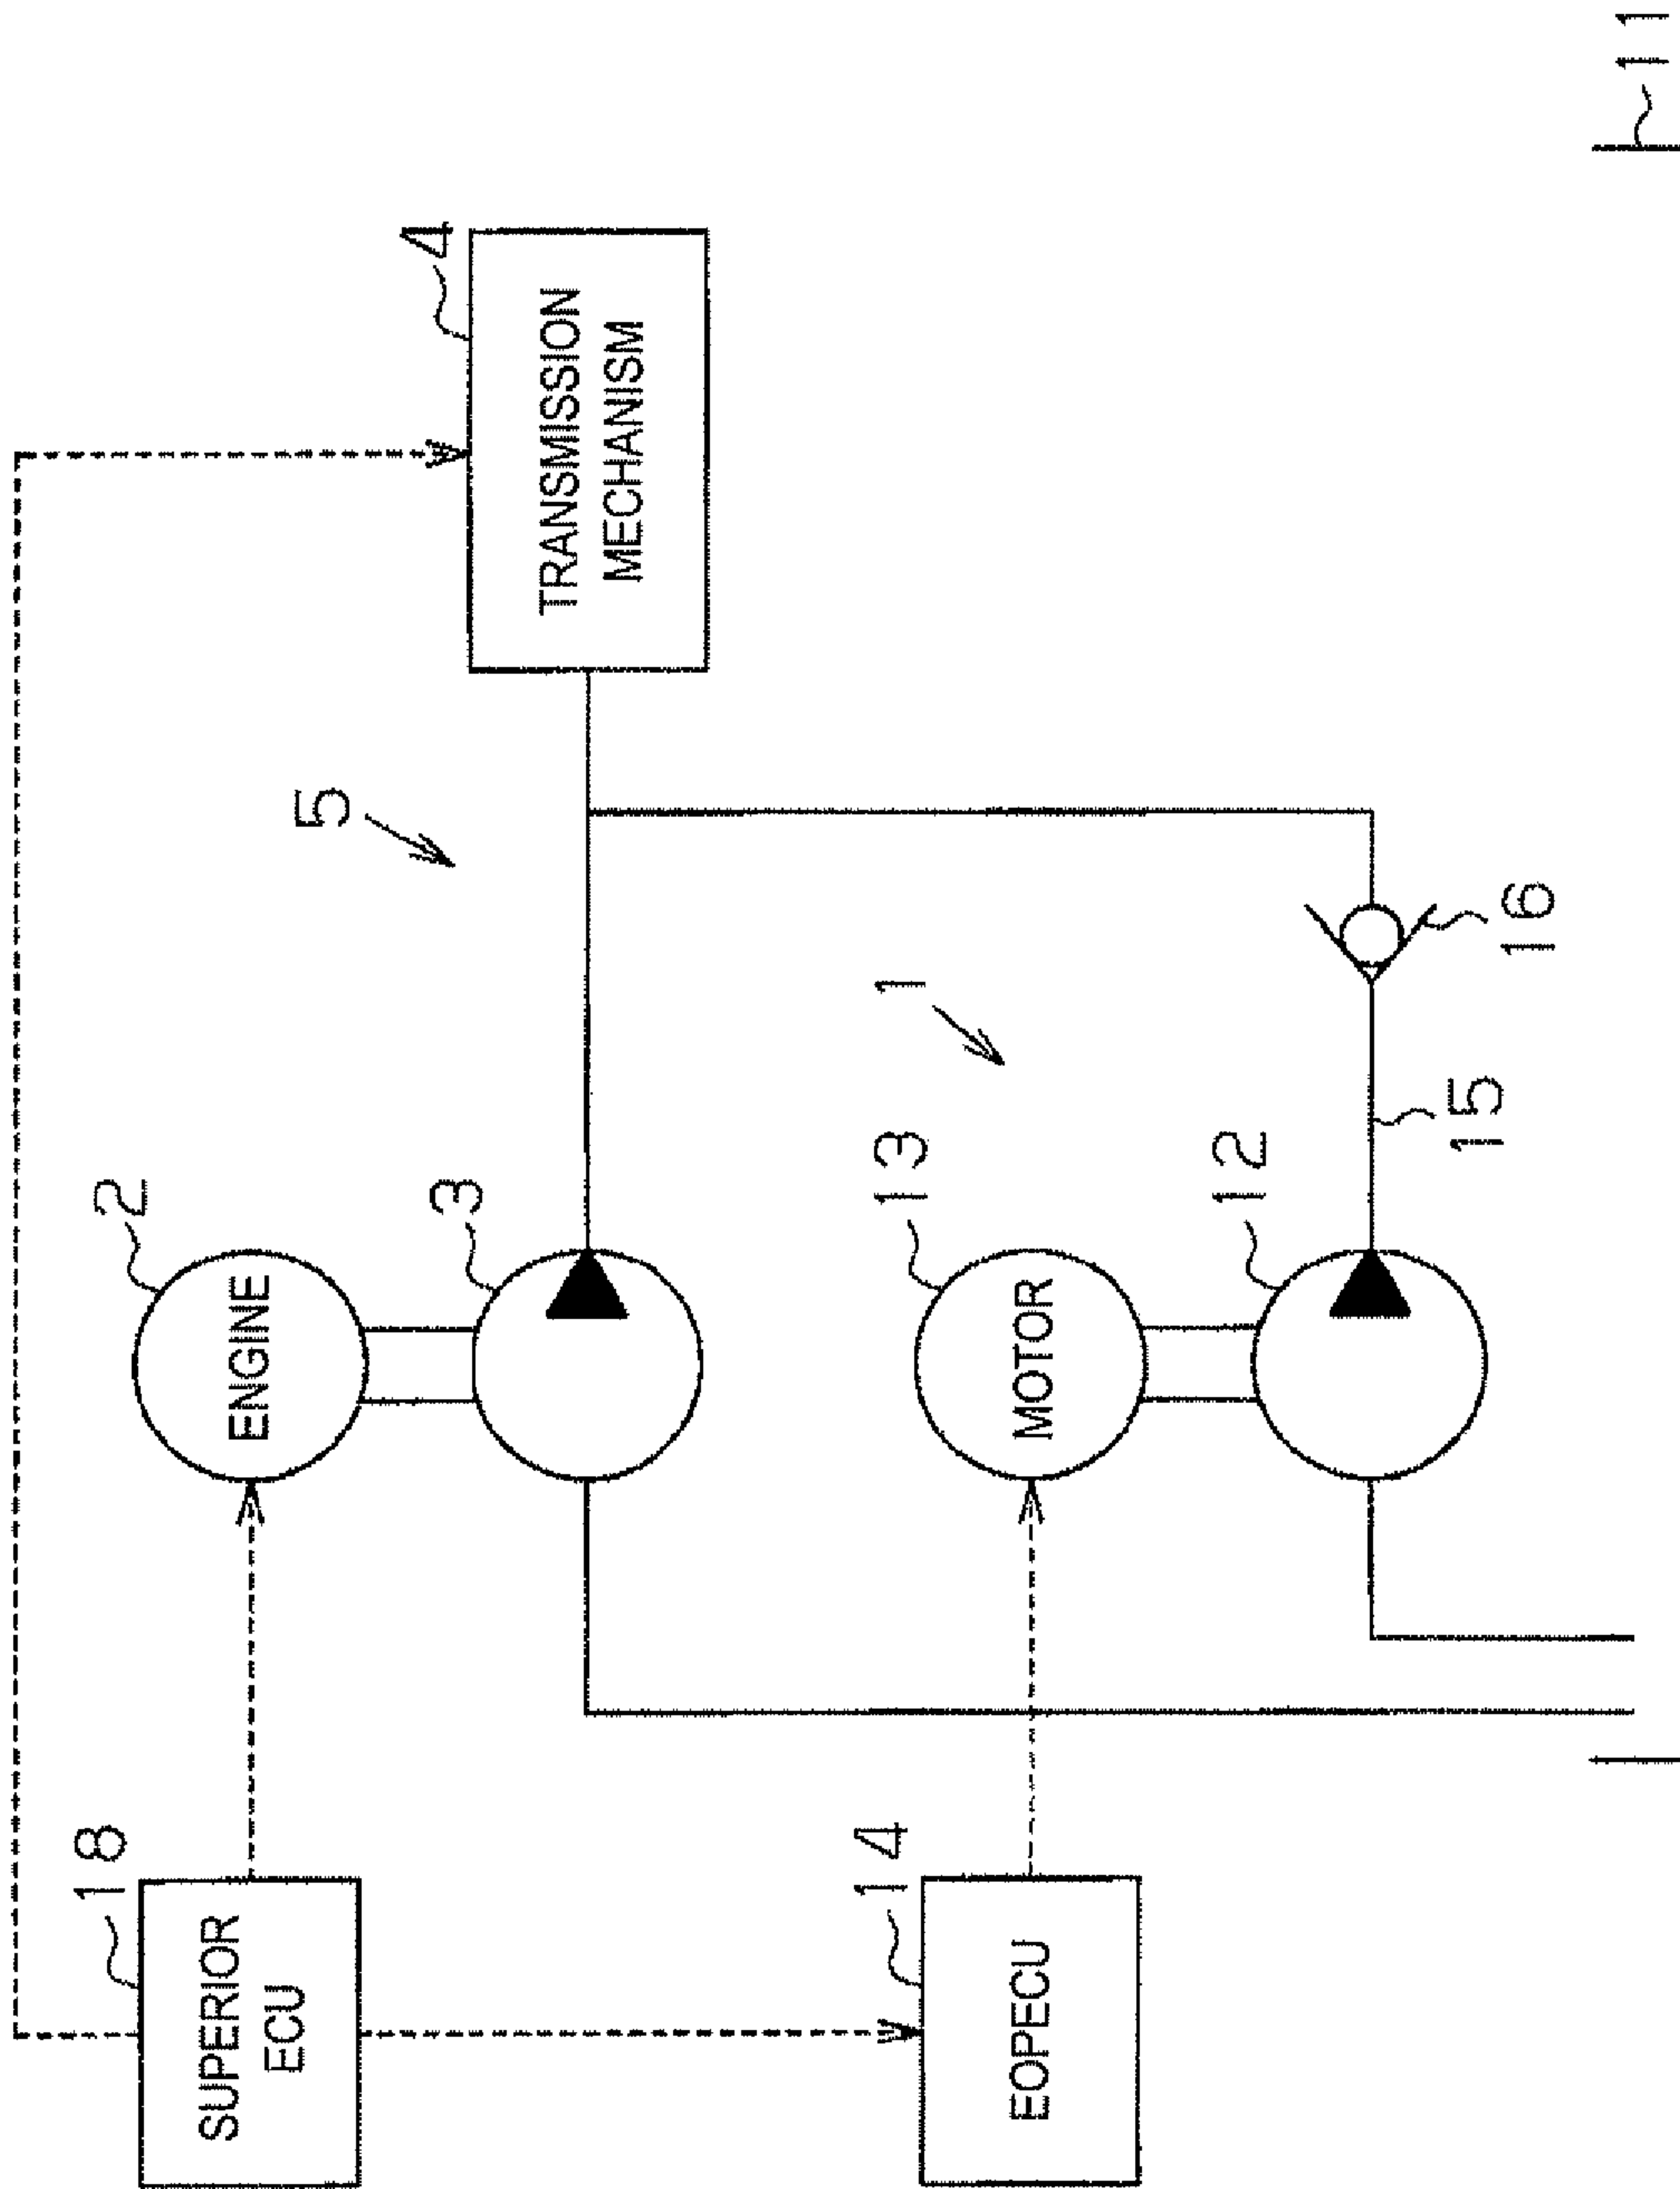 18
SUPERIOR
ECU
2
ENGINE
3
5
4
TRANSMISSION
MECHANISM
14
EOPECU
13
MOTOR
12
1
15
16
11